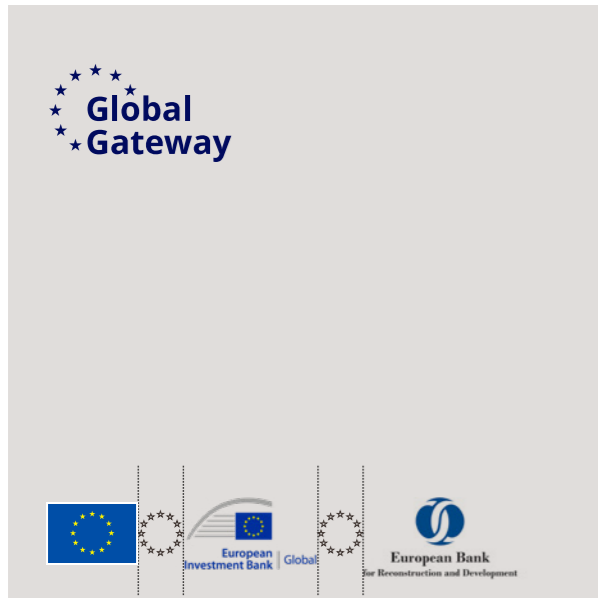 Global
Gateway
European
Investment Bank
Global
European Bank
for Reconstruction and Development